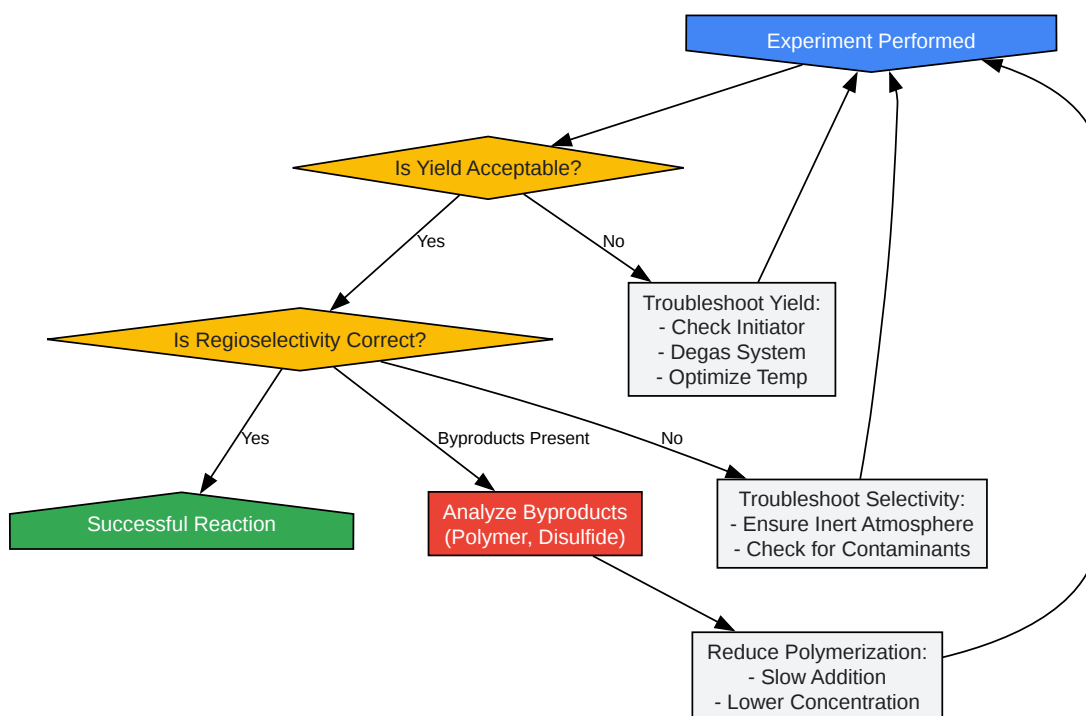 Experiment Performed
Is Yield Acceptable?
Yes
No
Troubleshoot Yield:
- Check Initiator
- Degas System
- Optimize Temp
Is Regioselectivity Correct?
Yes
Byproducts Present
No
Successful Reaction
Analyze Byproducts
(Polymer, Disulfide)
Troubleshoot Selectivity:
- Ensure Inert Atmosphere
- Check for Contaminants
Reduce Polymerization:
- Slow Addition
- Lower Concentration